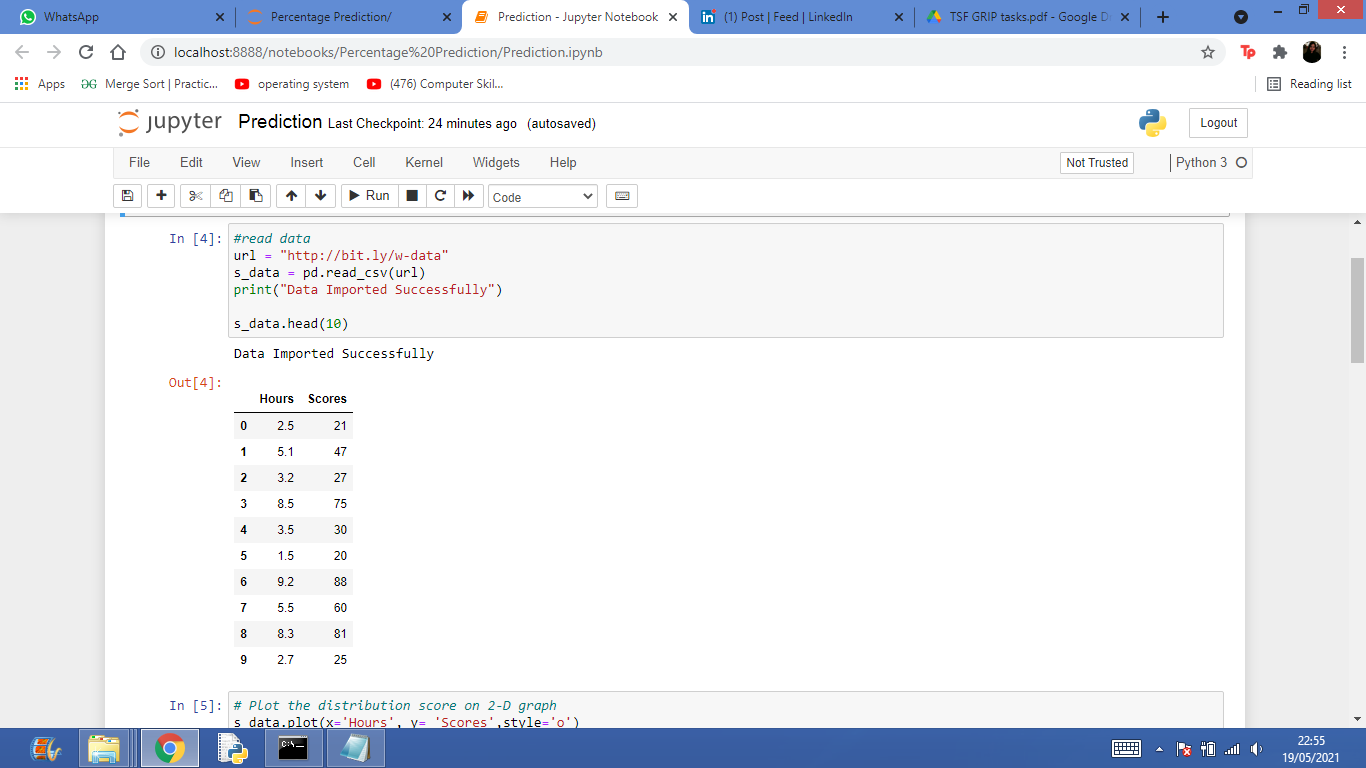 WhatsApp
Percentage Prediction/
Prediction - Jupyter Notebook
(1) Post | Feed | LinkedIn
TSF GRIP tasks.pdf - Google D
localhost:8888/notebooks/Percentage%20Prediction/Prediction.ipynb
Tp
Apps
GG Merge Sort | Practic...
operating system
(476) Computer Skil...
Reading list
jupyter Prediction Last Checkpoint: 24 minutes ago (autosaved)
Logout
File Edit View Insert Cell Kernel Widgets Help
Not Trusted
Python 3
Run
Code
In [4]: #read data
url = "http://bit.ly/w-data"
s_data = pd.read_csv(url)
print("Data Imported Successfully")
s_data.head(10)
Data Imported Successfully
Out[4]:
Hours Scores
0 2.5 21
1 5.1 47
2 3.2 27
3 8.5 75
4 3.5 30
5 1.5 20
6 9.2 88
7 5.5 60
8 8.3 81
9 2.7 25
In [5]: # Plot the distribution score on 2-D graph
s_data.plot(x='Hours', y= 'Scores',style='o')
C:\_
22:55
19/05/2021